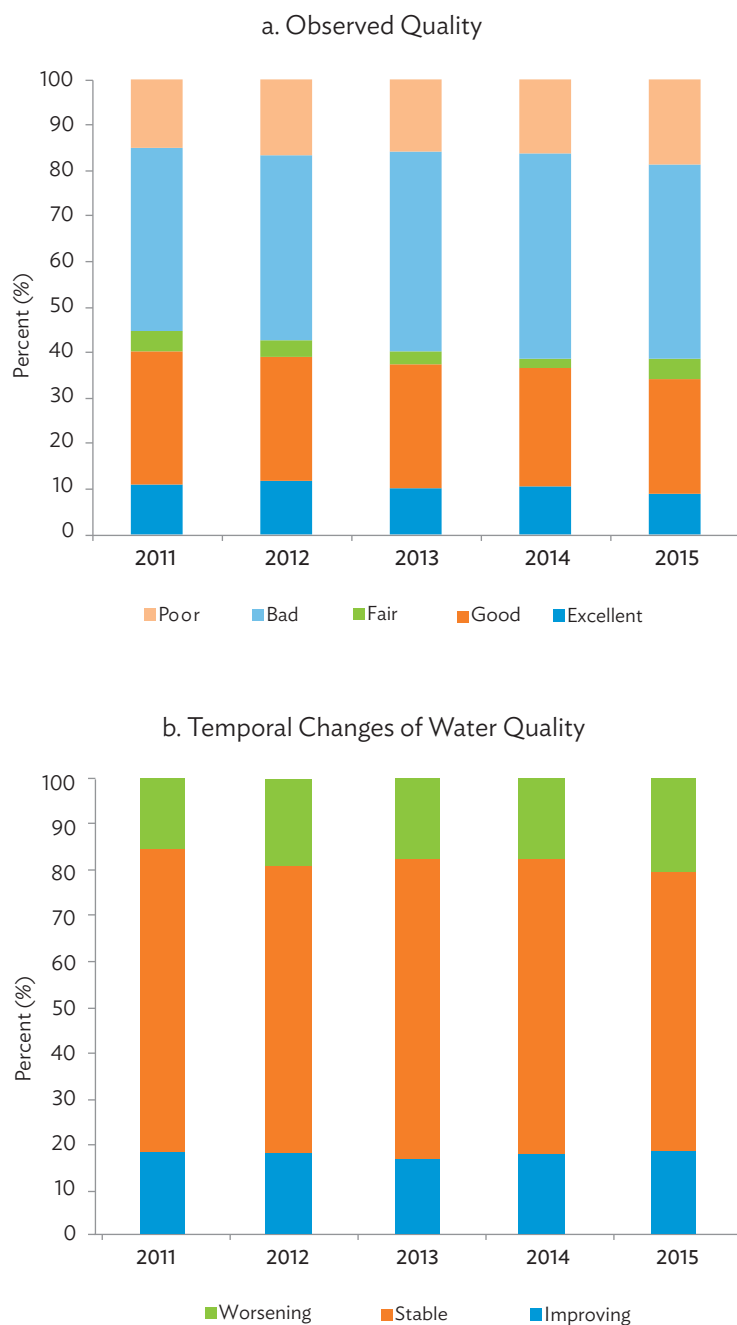 a. Observed Quality
Percent (%)
100
90
80
70
60
50
40
30
20
10
0
2011 2012 2013 2014 2015
Poor Bad Fair Good Excellent
b. Temporal Changes of Water Quality
Percent (%)
100
90
80
70
60
50
40
30
20
10
0
2011 2012 2013 2014 2015
Worsening Stable Improving